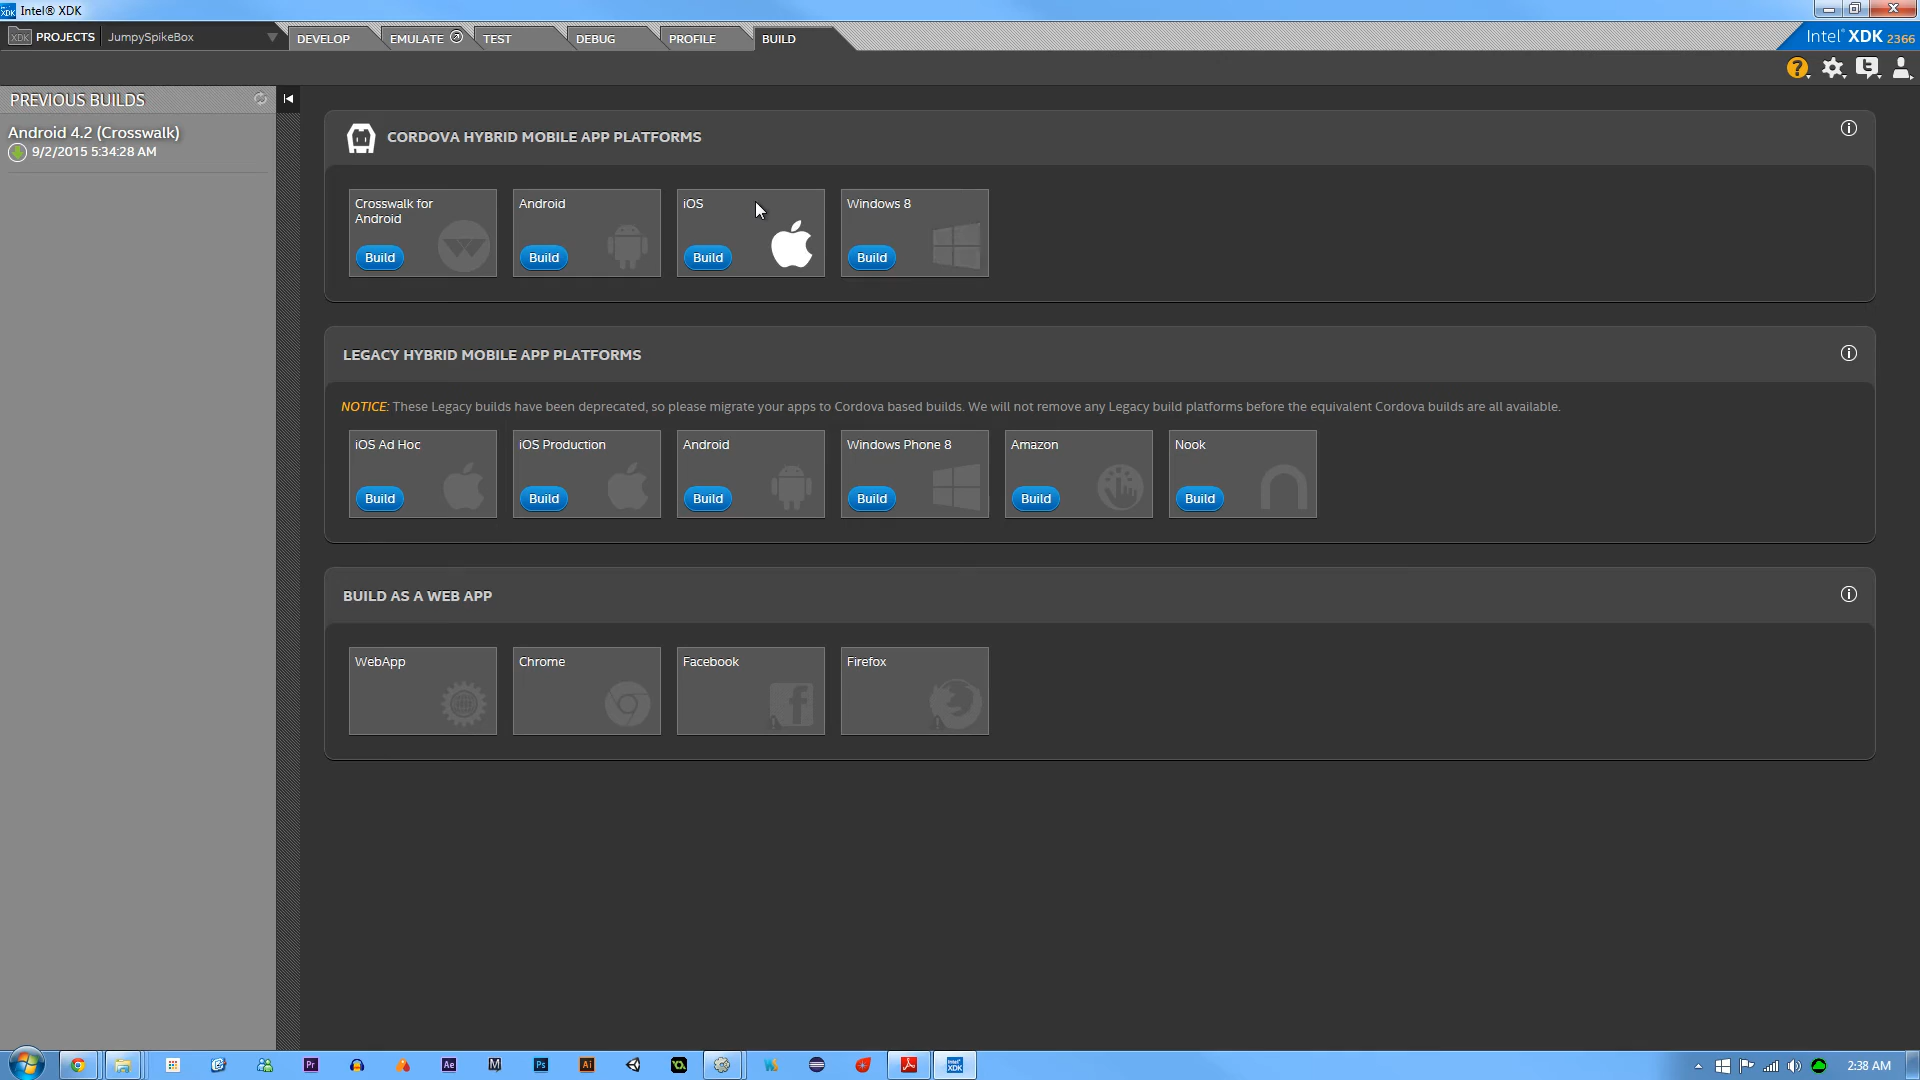 Intel® XDK
PROJECTS JumpySpikeBox DEVELOP EMULATE TEST DEBUG PROFILE BUILD Intel® XDK 2366
PREVIOUS BUILDS
Android 4.2 (Crosswalk)
9/2/2015 5:34:28 AM
CORDOVA HYBRID MOBILE APP PLATFORMS
Crosswalk for
Android
Build
Android
Build
iOS
Build
Windows 8
Build
LEGACY HYBRID MOBILE APP PLATFORMS
NOTICE: These Legacy builds have been deprecated, so please migrate your apps to Cordova based builds. We will not remove any Legacy build platforms before the equivalent Cordova builds are all available.
iOS Ad Hoc
Build
iOS Production
Build
Android
Build
Windows Phone 8
Build
Amazon
Build
Nook
Build
BUILD AS A WEB APP
WebApp
Chrome
Facebook
Firefox
2:38 AM